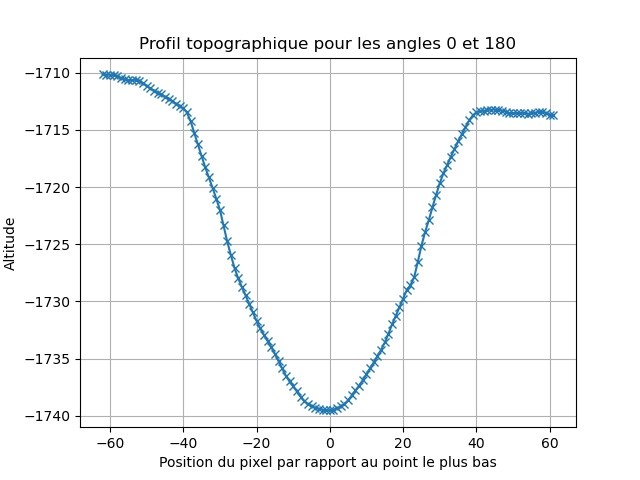 Profil topographique pour les angles 0 et 180
Altitude
−1710
−1715
−1720
−1725
−1730
−1735
−1740
−60 −40 −20 0 20 40 60
Position du pixel par rapport au point le plus bas